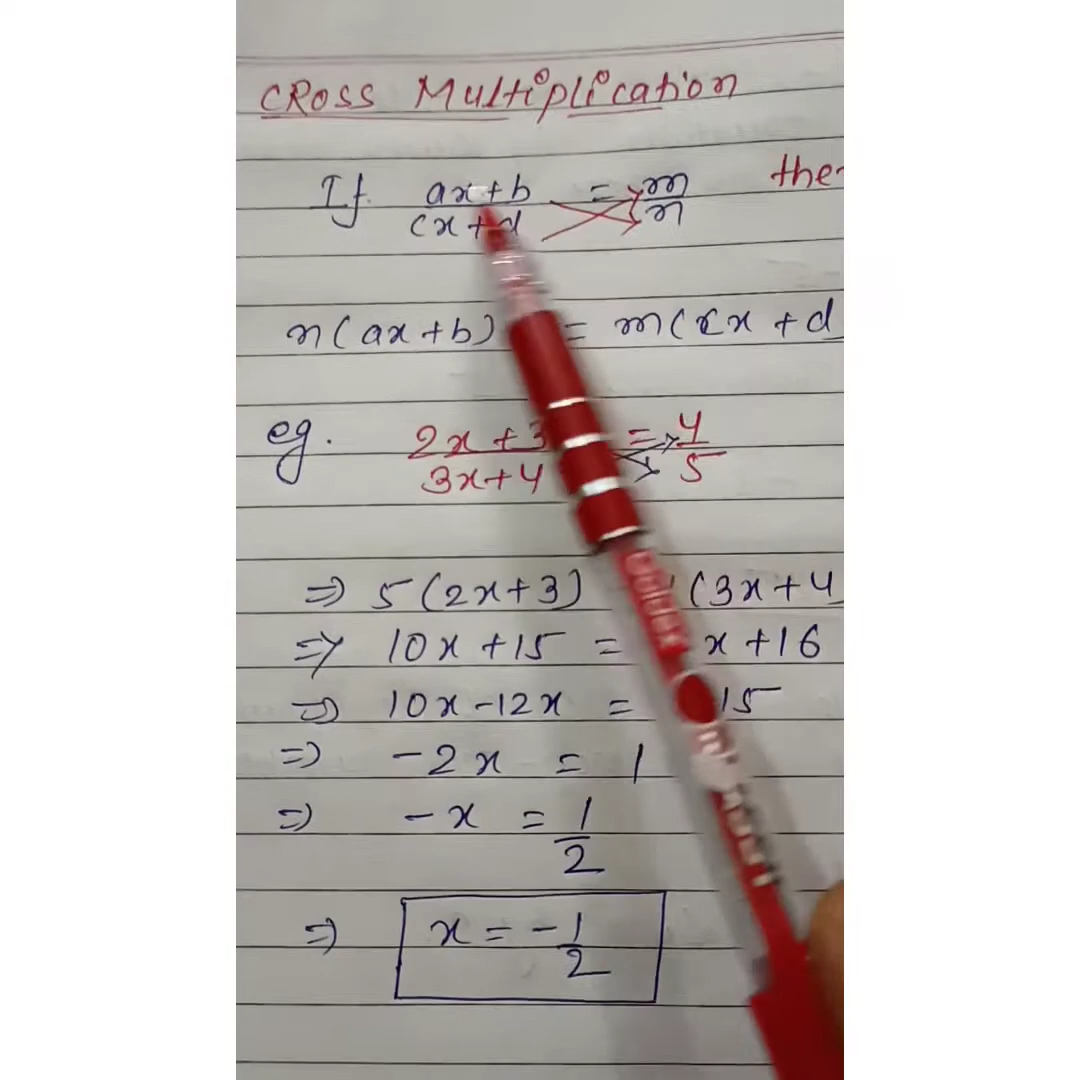 CROSS Multiplication
If ax+b / cx+d = m/n the
n(ax+b) = m(cx+d
eg. 2x+3 / 3x+4 = 4/5
=> 5(2x+3) (3x+4
=> 10x+15 = x+16
=> 10x-12x = 15
=> -2x = 1
=> -x = 1/2
=> x = -1/2